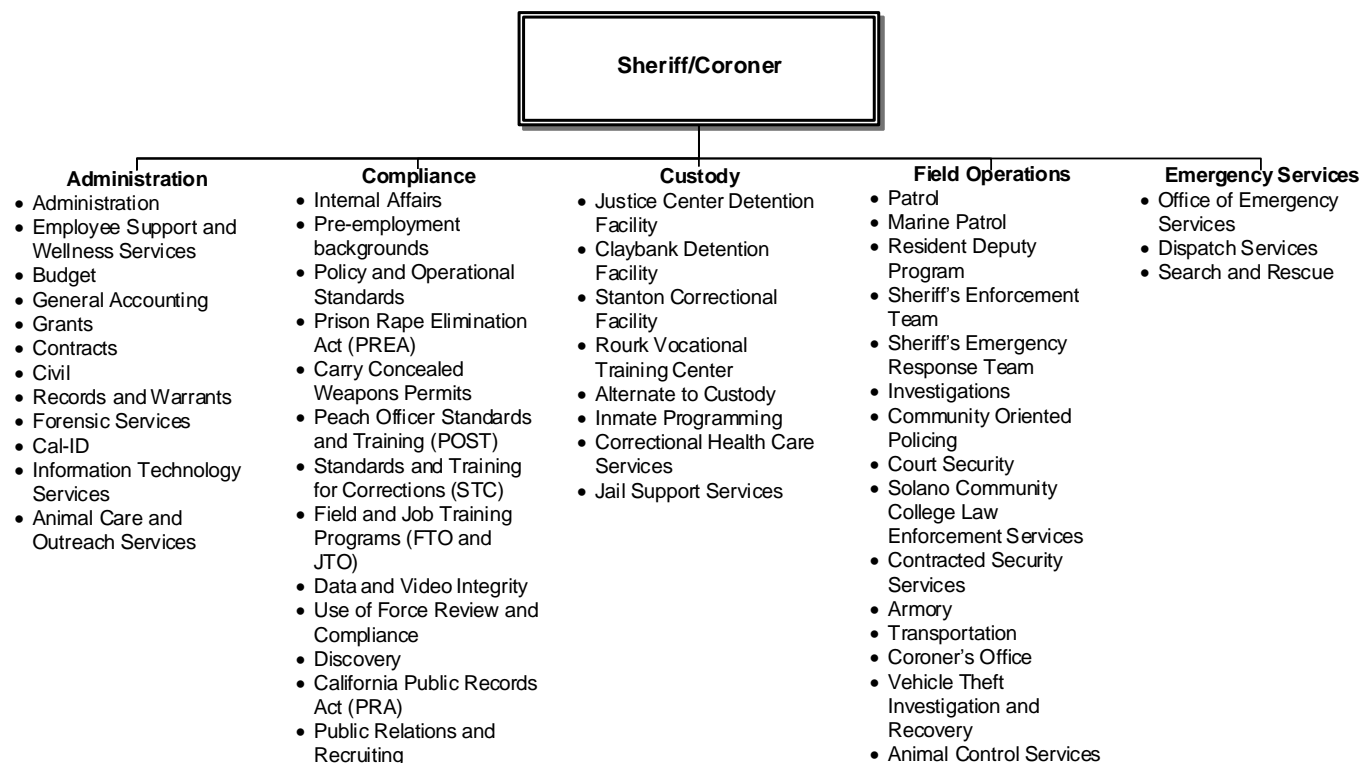 Sheriff/Coroner
Administration
• Administration
• Employee Support and
Wellness Services
• Budget
• General Accounting
• Grants
• Contracts
• Civil
• Records and Warrants
• Forensic Services
• Cal-ID
• Information Technology
Services
• Animal Care and
Outreach Services
Compliance
• Internal Affairs
• Pre-employment
backgrounds
• Policy and Operational
Standards
• Prison Rape Elimination
Act (PREA)
• Carry Concealed
Weapons Permits
• Peach Officer Standards
and Training (POST)
• Standards and Training
for Corrections (STC)
• Field and Job Training
Programs (FTO and
JTO)
• Data and Video Integrity
• Use of Force Review and
Compliance
• Discovery
• California Public Records
Act (PRA)
• Public Relations and
Recruiting
Custody
• Justice Center Detention
Facility
• Claybank Detention
Facility
• Stanton Correctional
Facility
• Rourk Vocational
Training Center
• Alternate to Custody
• Inmate Programming
• Correctional Health Care
Services
• Jail Support Services
Field Operations
• Patrol
• Marine Patrol
• Resident Deputy
Program
• Sheriff’s Enforcement
Team
• Sheriff’s Emergency
Response Team
• Investigations
• Community Oriented
Policing
• Court Security
• Solano Community
College Law
Enforcement Services
• Contracted Security
Services
• Armory
• Transportation
• Coroner’s Office
• Vehicle Theft
Investigation and
Recovery
• Animal Control Services
Emergency Services
• Office of Emergency
Services
• Dispatch Services
• Search and Rescue